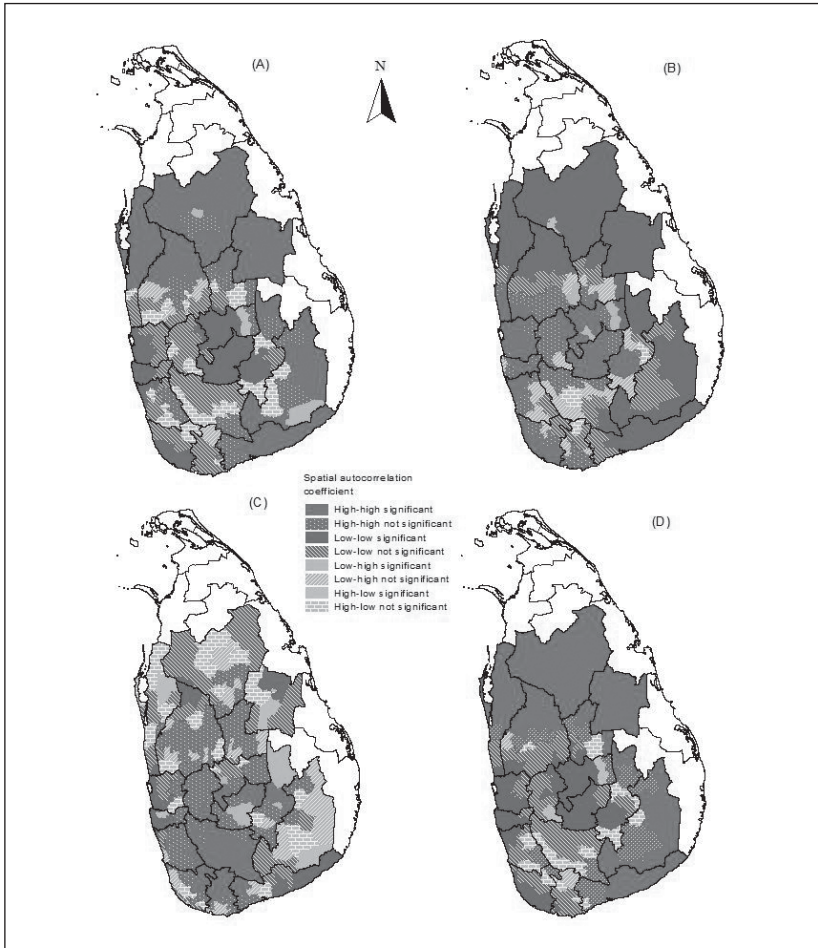 (A)
N
(B)
(C)
Spatial autocorrelation
coefficient
High-high significant
High-high not significant
Low-low significant
Low-low not significant
Low-high significant
Low-high not significant
High-low significant
High-low not significant
(D)